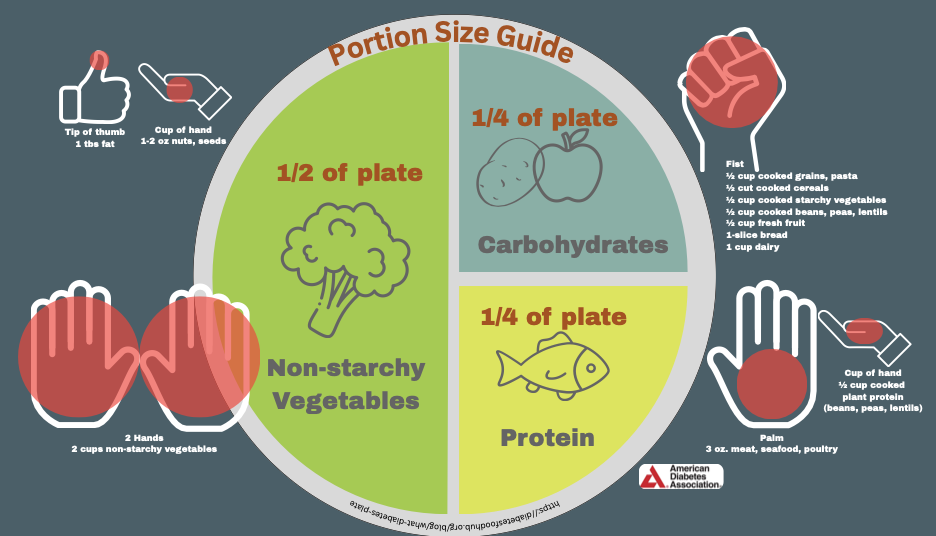 Portion Size Guide
Tip of thumb
1 tbs fat
Cup of hand
1-2 oz nuts, seeds
1/2 of plate
Non-starchy
Vegetables
1/4 of plate
Carbohydrates
1/4 of plate
Protein
Fist
½ cup cooked grains, pasta
½ cut cooked cereals
½ cup cooked starchy vegetables
½ cup cooked beans, peas, lentils
½ cup fresh fruit
1-slice bread
1 cup dairy
2 Hands
2 cups non-starchy vegetables
Cup of hand
½ cup cooked
plant protein
(beans, peas, lentils)
Palm
3 oz. meat, seafood, poultry
American
Diabetes
Association.
https://diabetesfoodhub.org/blog/what-diabetes-plate